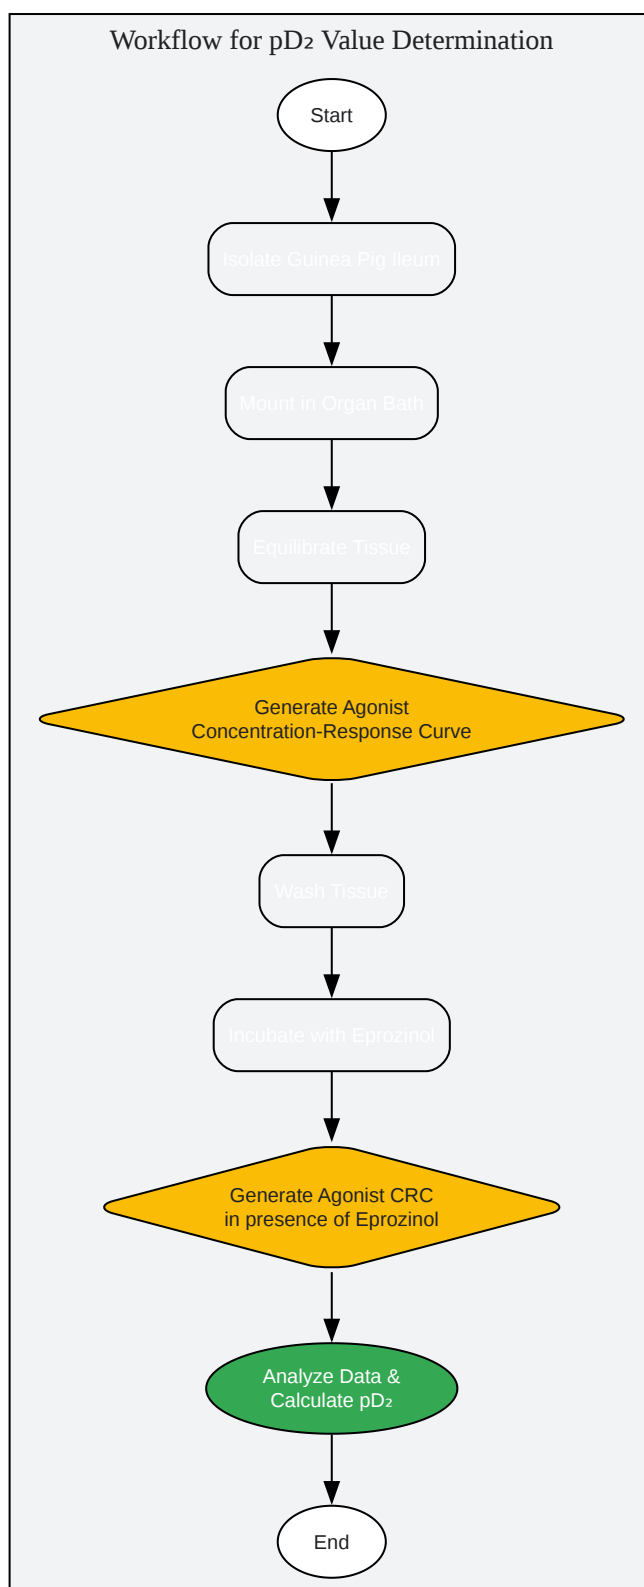 Workflow for pD₂ Value Determination
Start
Isolate Guinea Pig Ileum
Mount in Organ Bath
Equilibrate Tissue
Generate Agonist
Concentration-Response Curve
Wash Tissue
Incubate with Eprozinol
Generate Agonist CRC
in presence of Eprozinol
Analyze Data &
Calculate pD₂
End